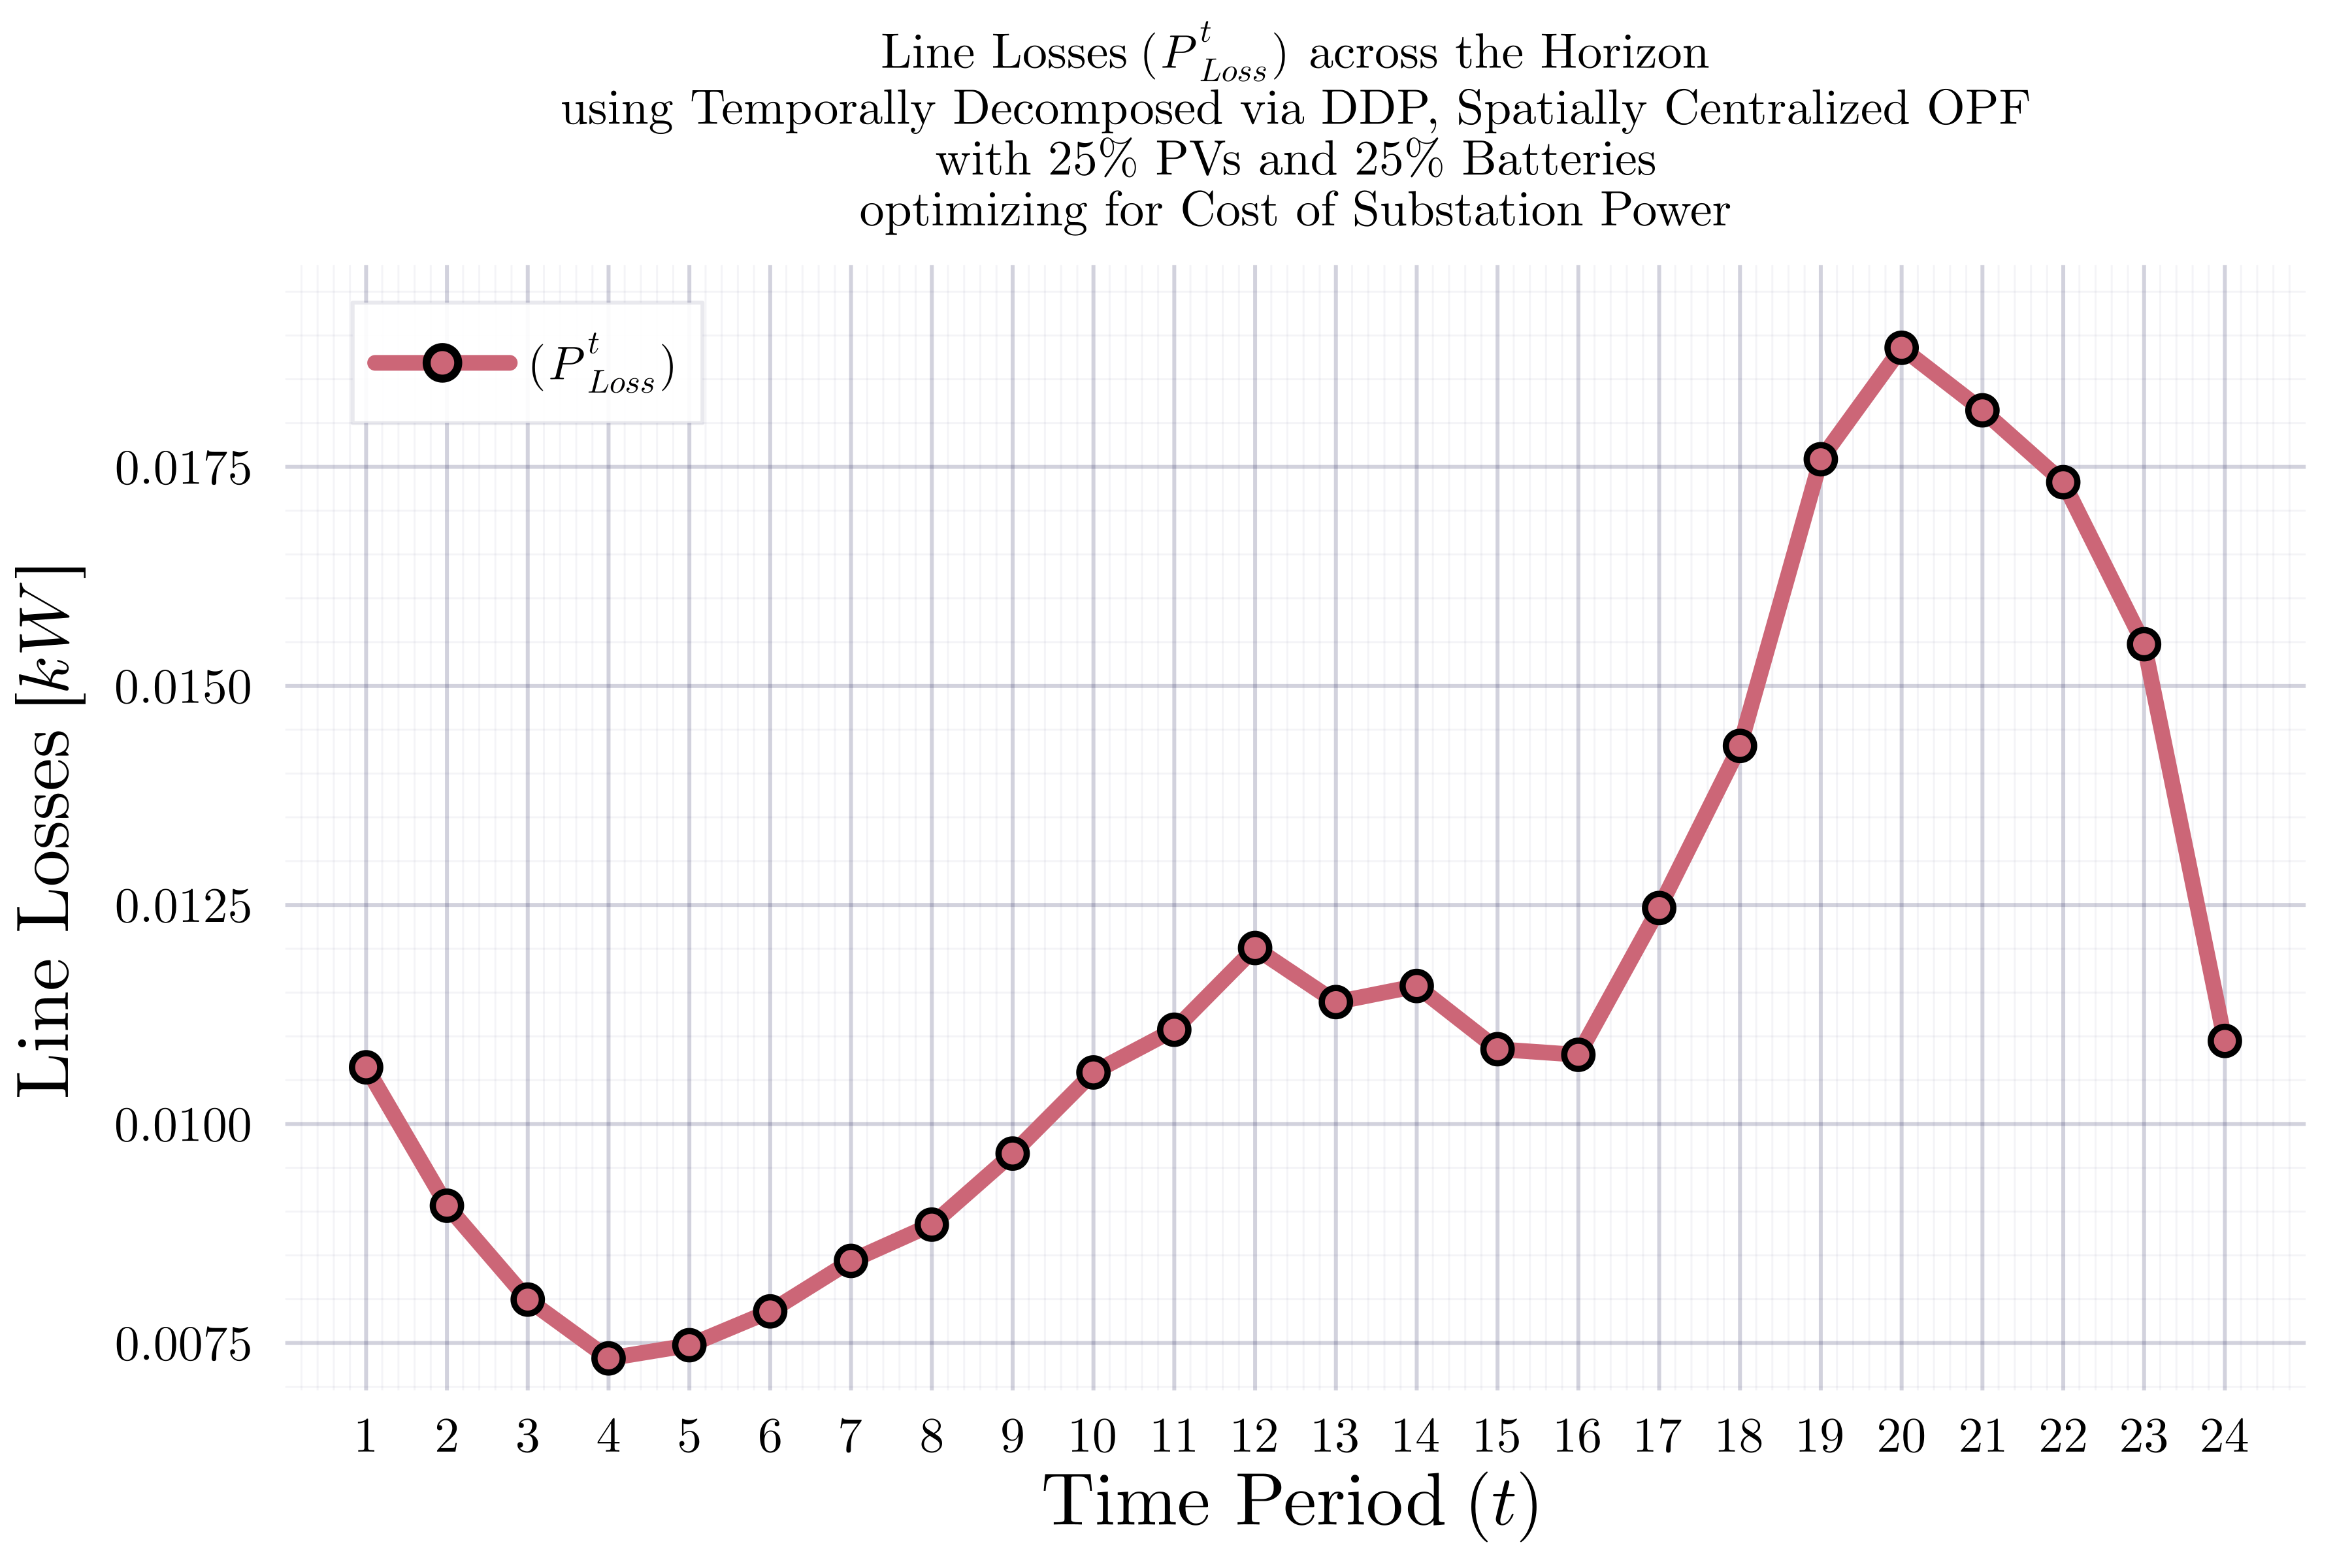 Line Losses (P^t_Loss) across the Horizon
using Temporally Decomposed via DDP, Spatially Centralized OPF
with 25% PVs and 25% Batteries
optimizing for Cost of Substation Power
(P^t_Loss)
0.0175
0.0150
0.0125
0.0100
0.0075
Line Losses [kW]
1 2 3 4 5 6 7 8 9 10 11 12 13 14 15 16 17 18 19 20 21 22 23 24
Time Period (t)